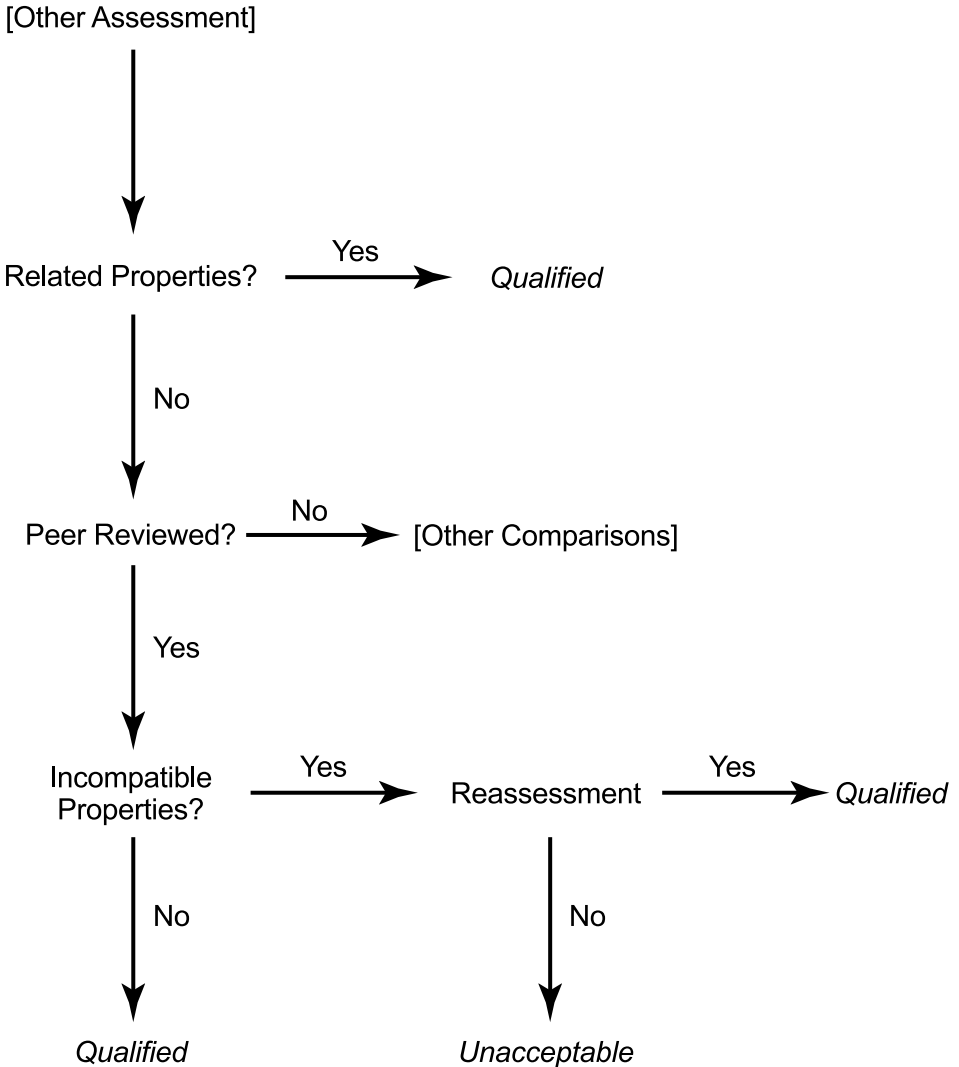 [Other Assessment]
Yes
Related Properties?
Qualified
No
No
Peer Reviewed?
[Other Comparisons]
Yes
Incompatible
Properties?
Yes
Reassessment
Yes
Qualified
No
No
Qualified
Unacceptable